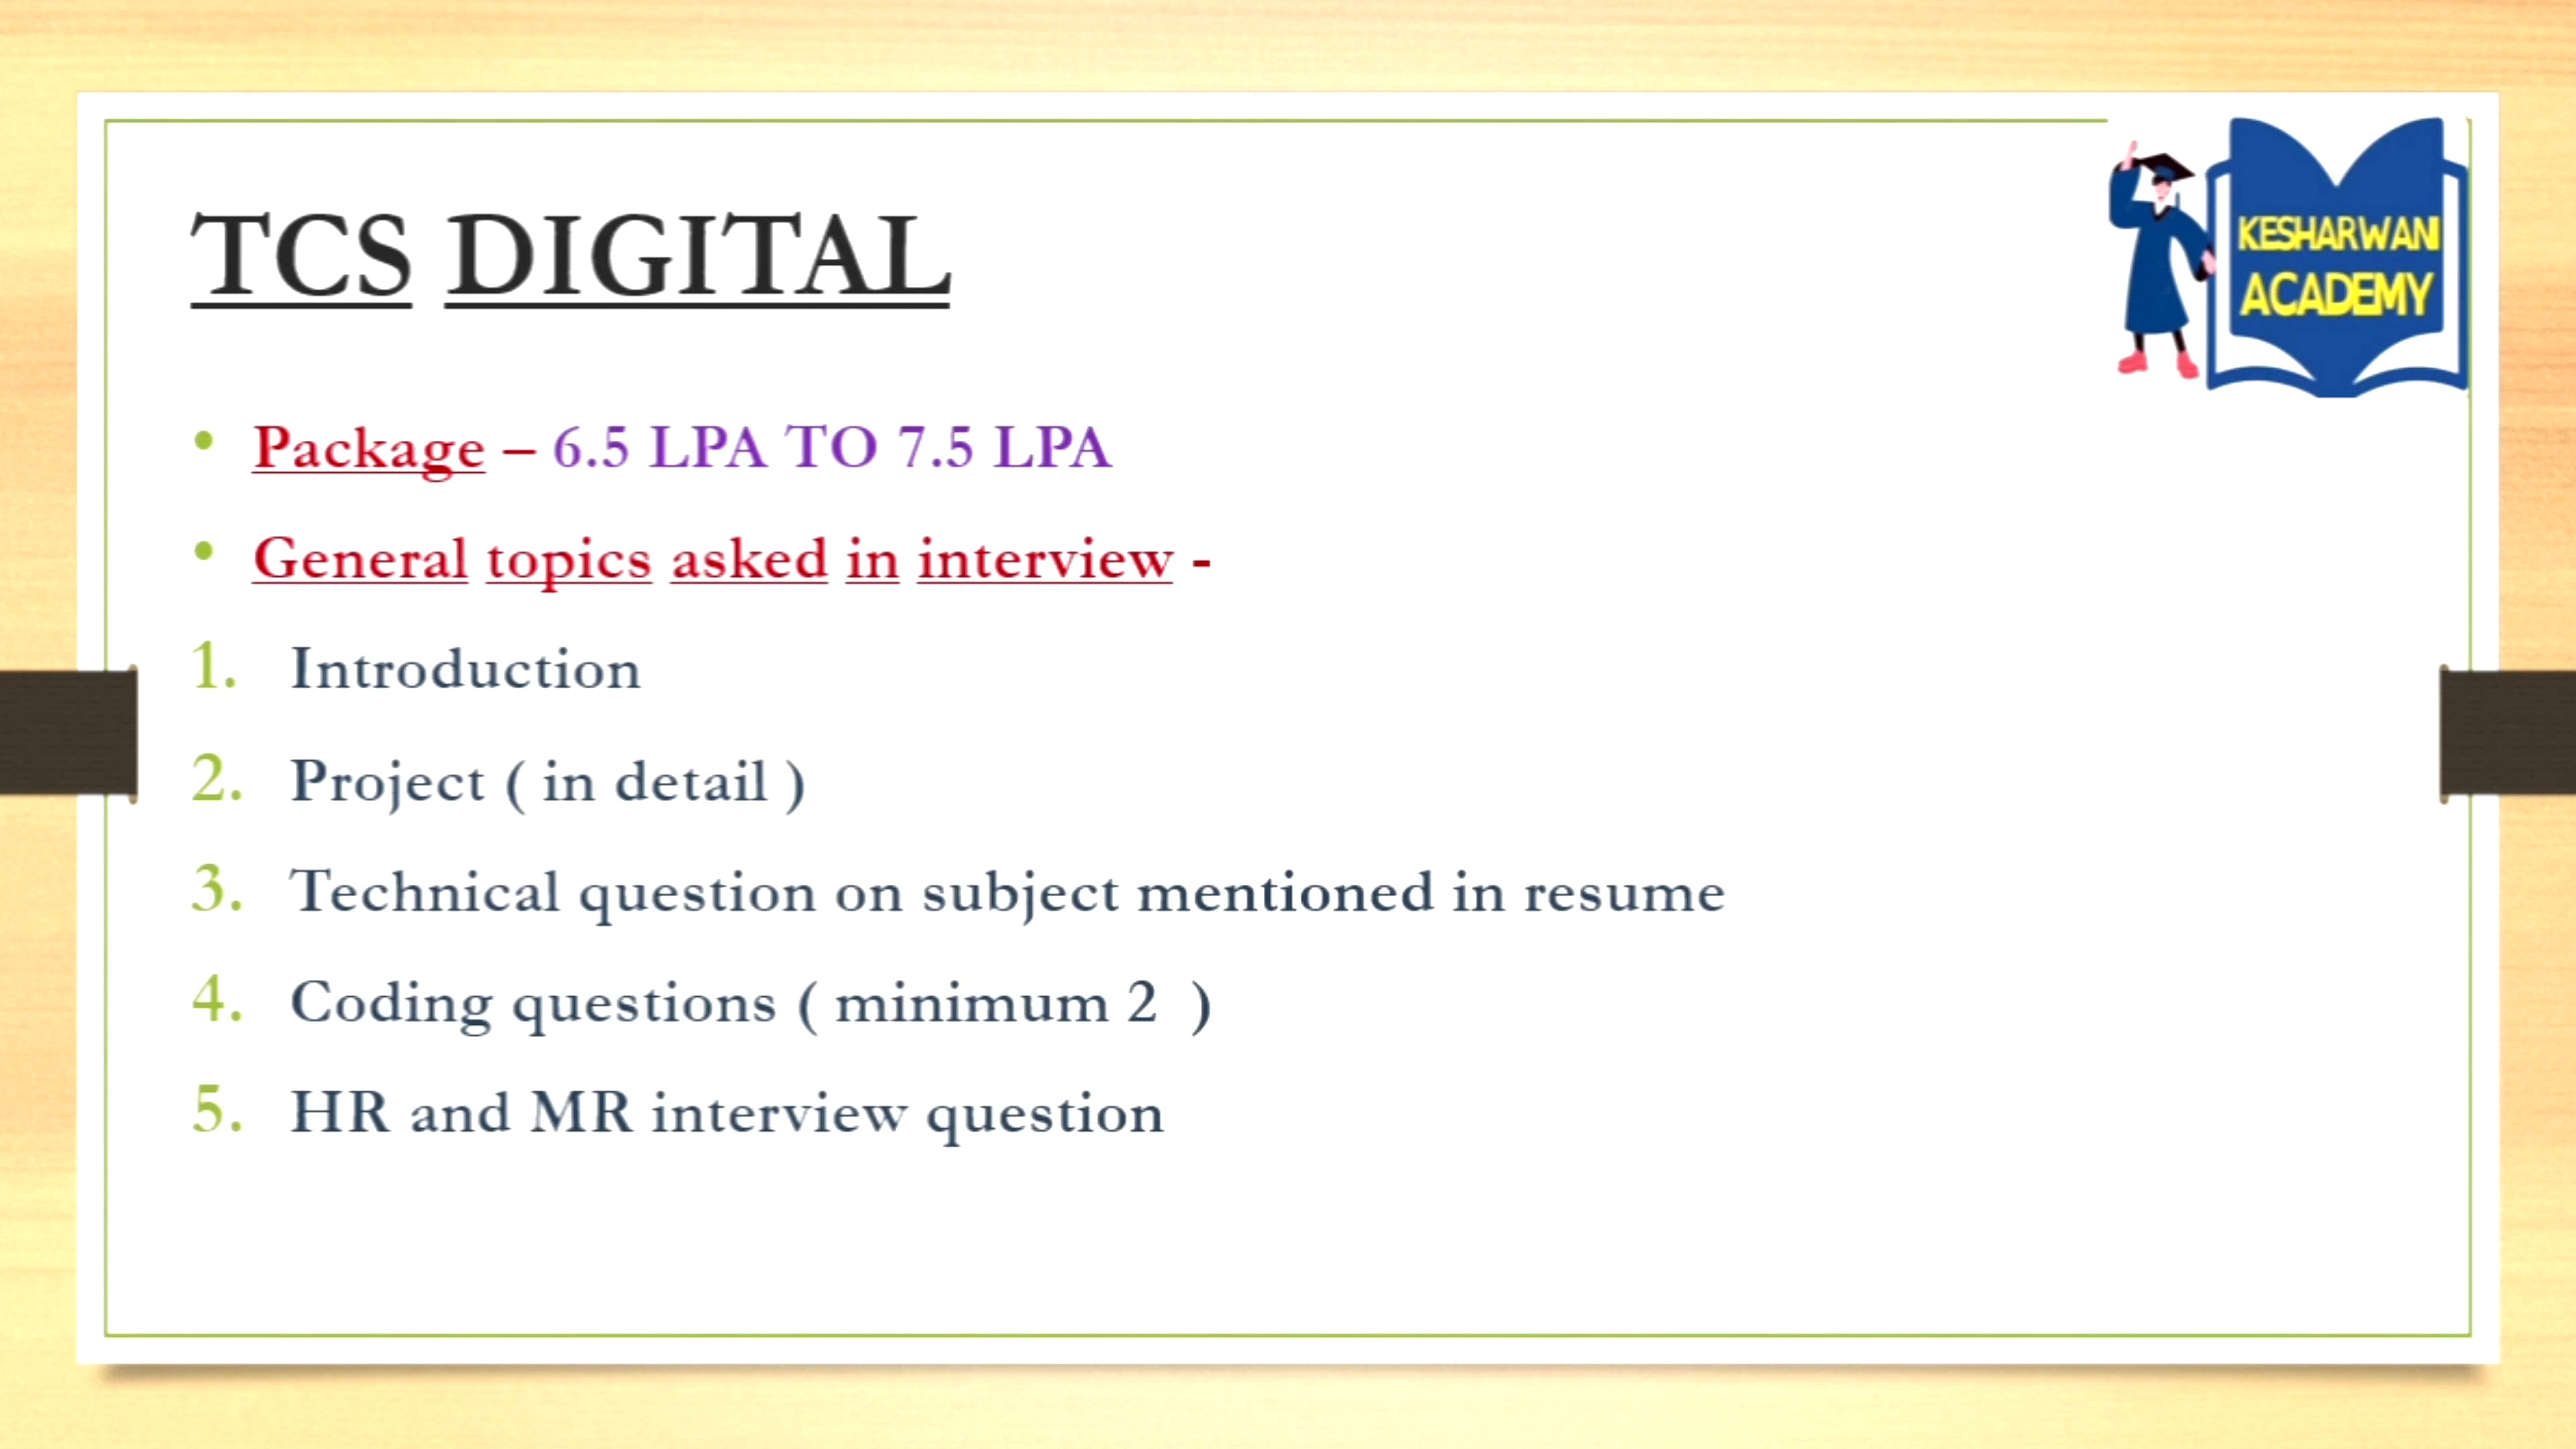 TCS DIGITAL
KESHARWANI
ACADEMY
• Package – 6.5 LPA TO 7.5 LPA
• General topics asked in interview -
1. Introduction
2. Project ( in detail )
3. Technical question on subject mentioned in resume
4. Coding questions ( minimum 2 )
5. HR and MR interview question